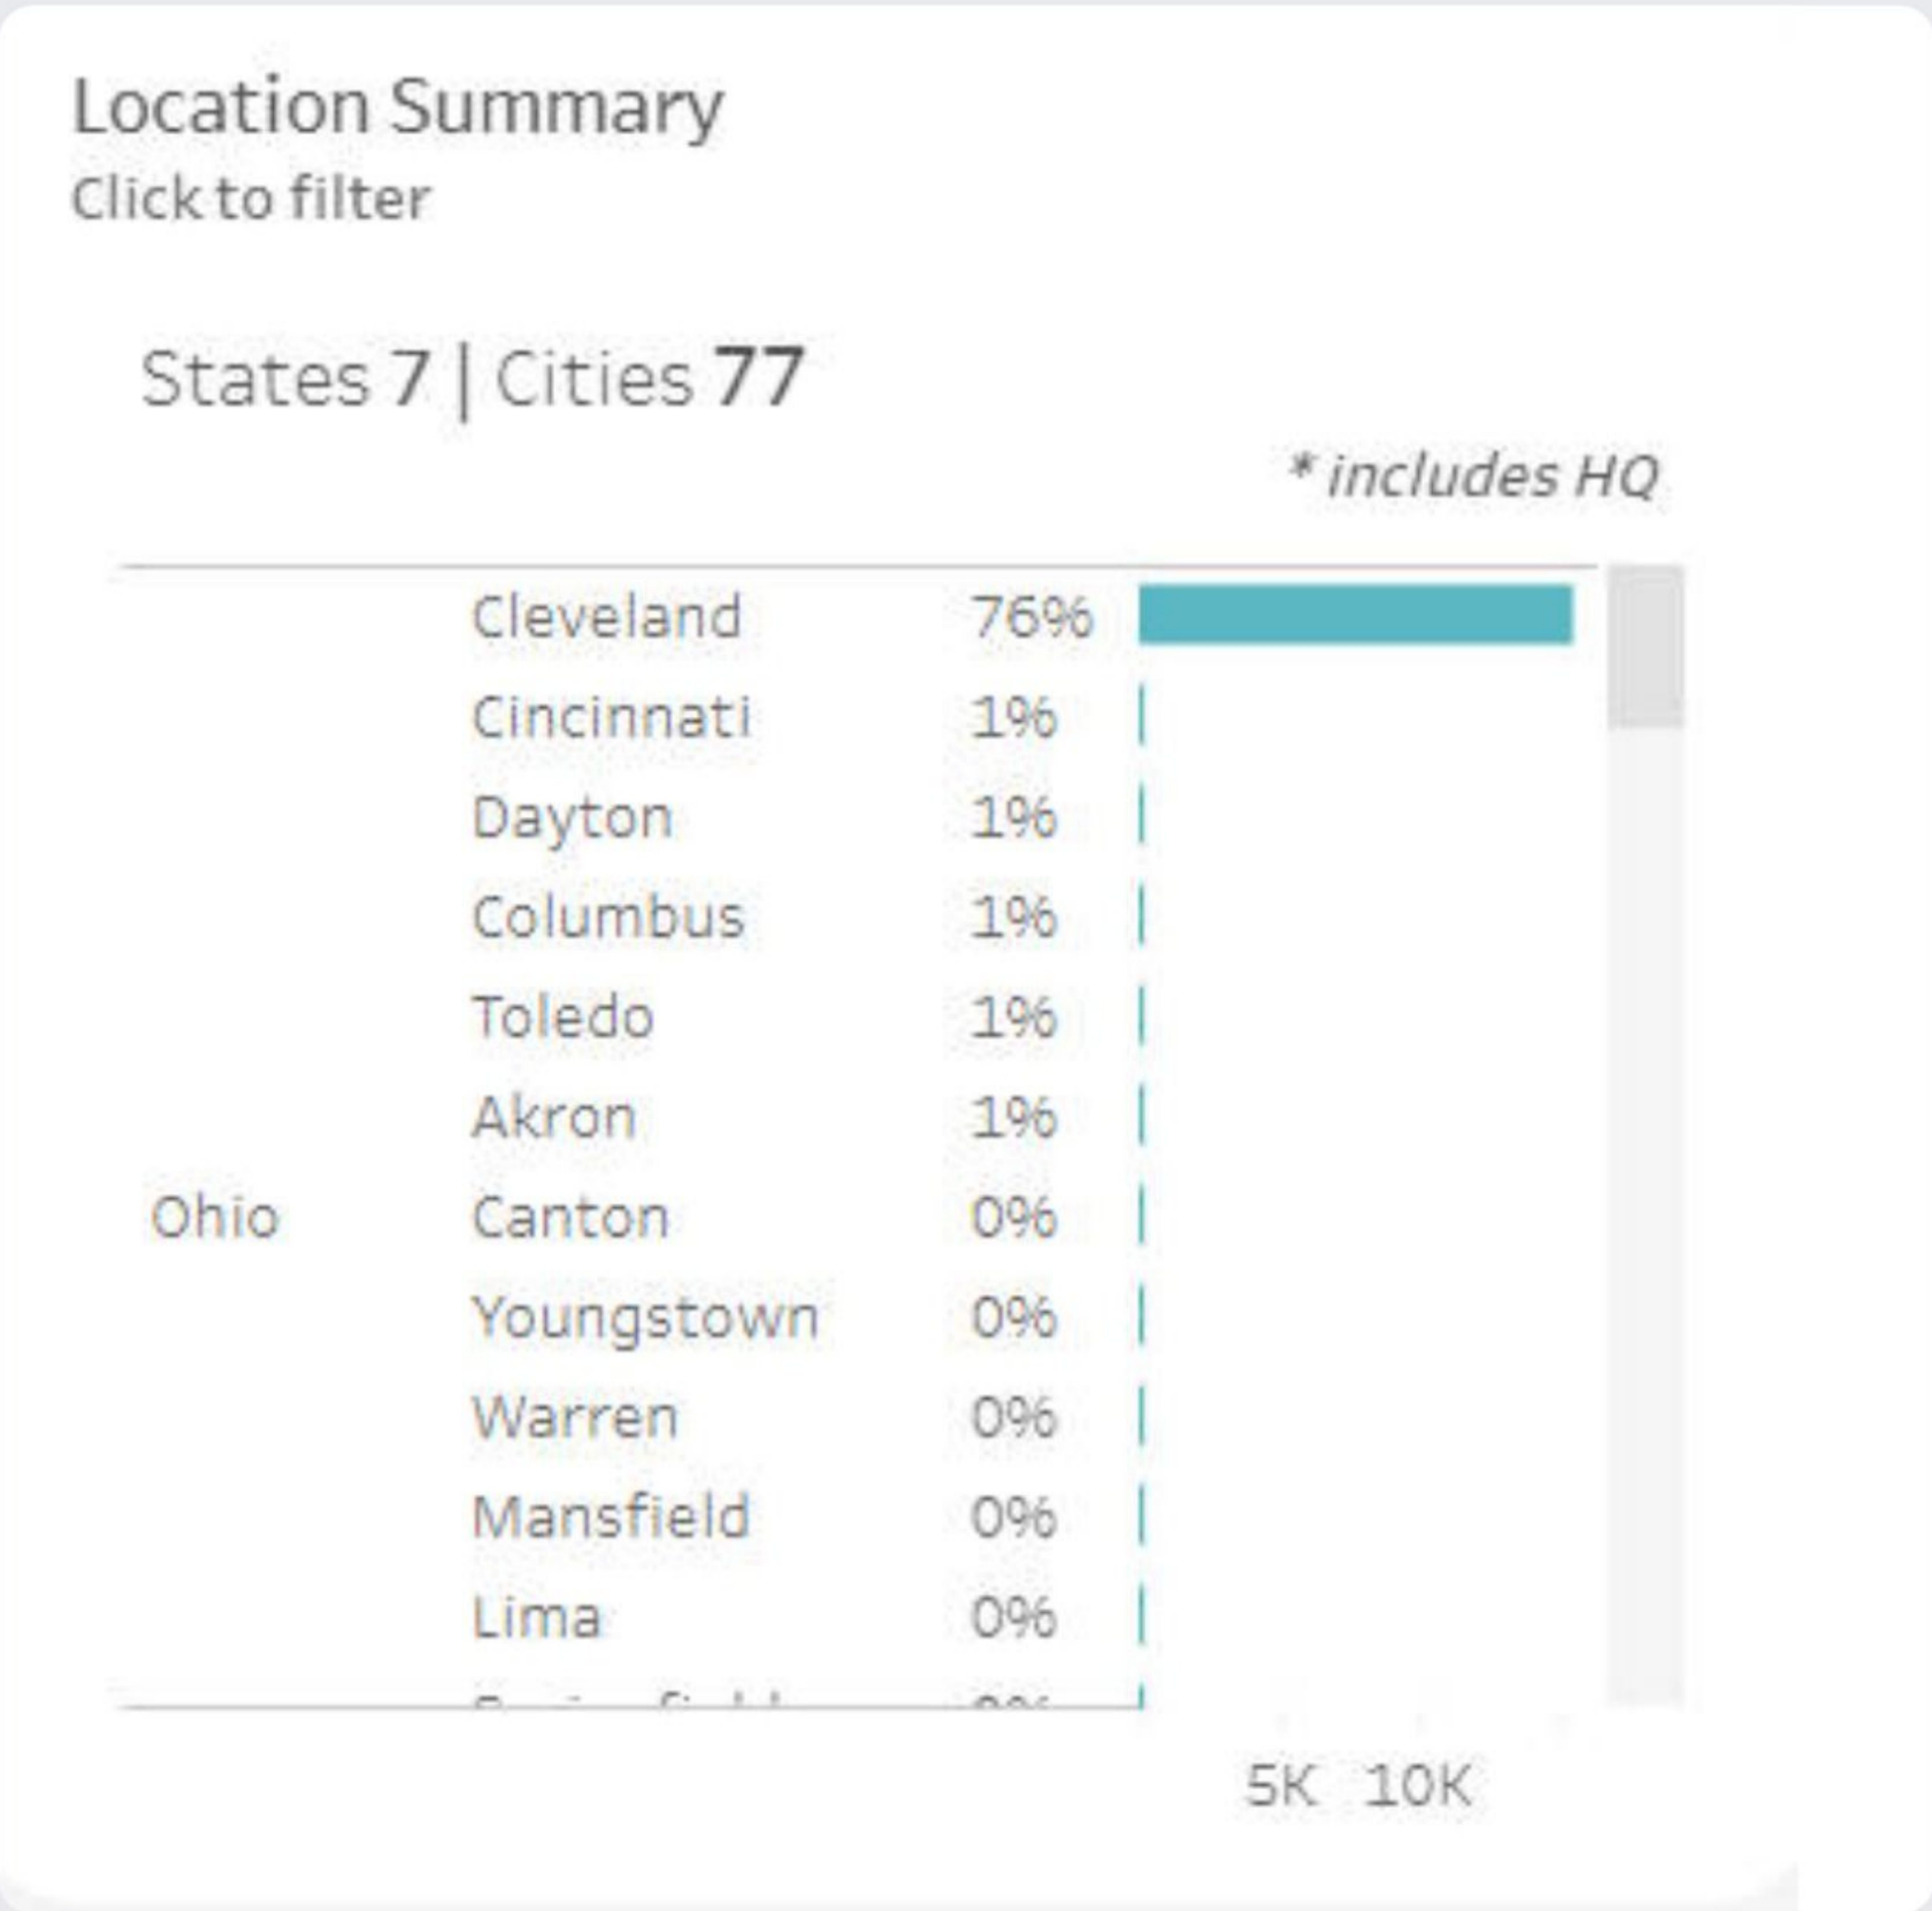 Location Summary
Click to filter
States 7 | Cities 77
* includes HQ
Cleveland 76%
Cincinnati 1%
Dayton 1%
Columbus 1%
Toledo 1%
Akron 1%
Ohio Canton 0%
Youngstown 0%
Warren 0%
Mansfield 0%
Lima 0%
5K 10K